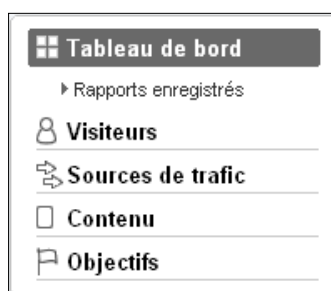 Tableau de bord
Rapports enregistrés
Visiteurs
Sources de trafic
Contenu
Objectifs